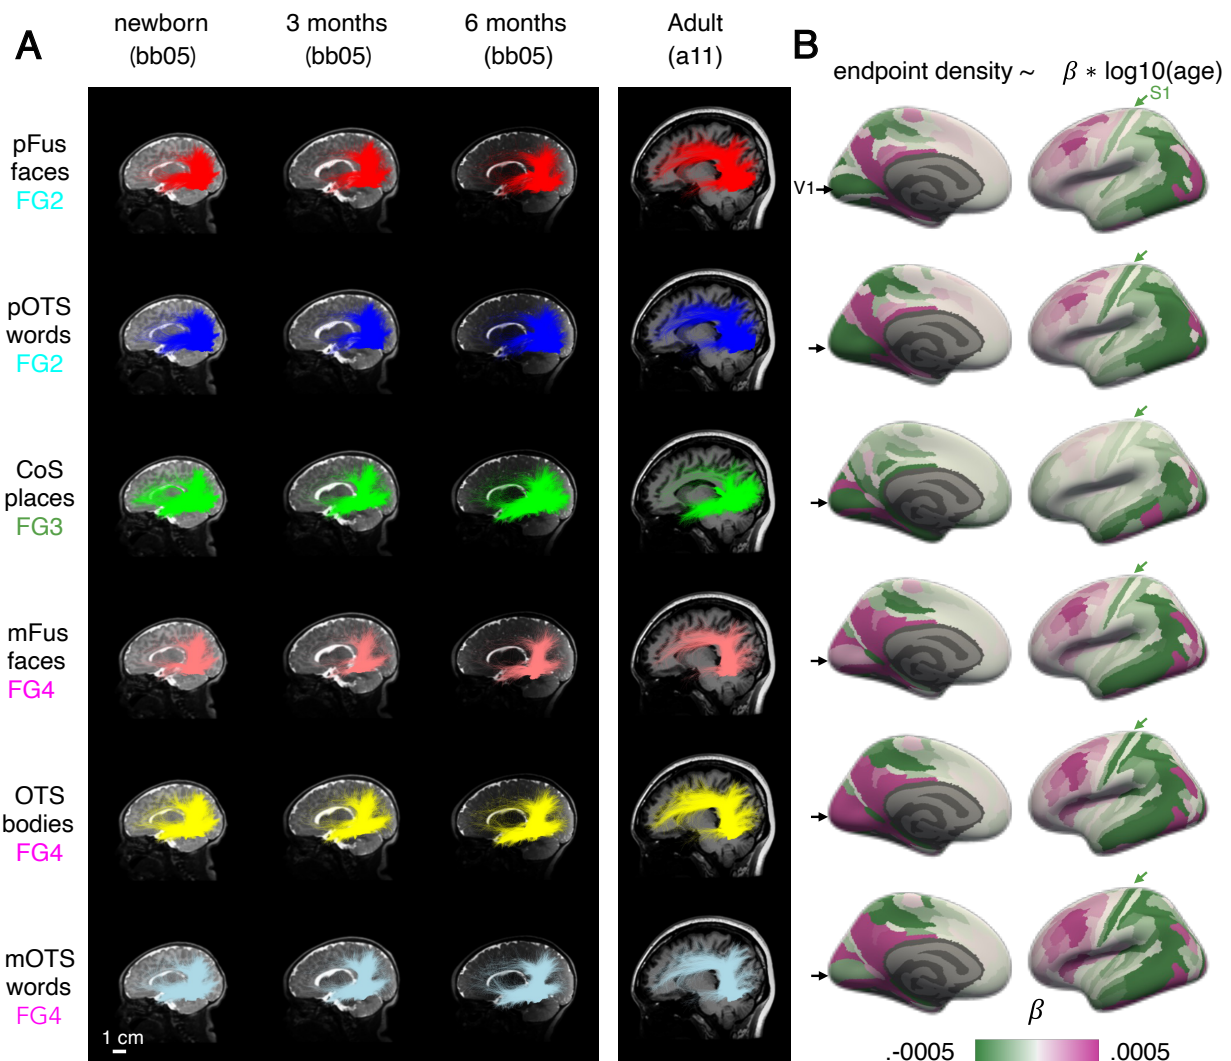 A
newborn
(bb05)
3 months
(bb05)
6 months
(bb05)
Adult
(a11)
B
endpoint density ~ β * log10(age)
S1
V1
pFus
faces
FG2
pOTS
words
FG2
CoS
places
FG3
mFus
faces
FG4
OTS
bodies
FG4
mOTS
words
FG4
1 cm
β
.-0005
.0005